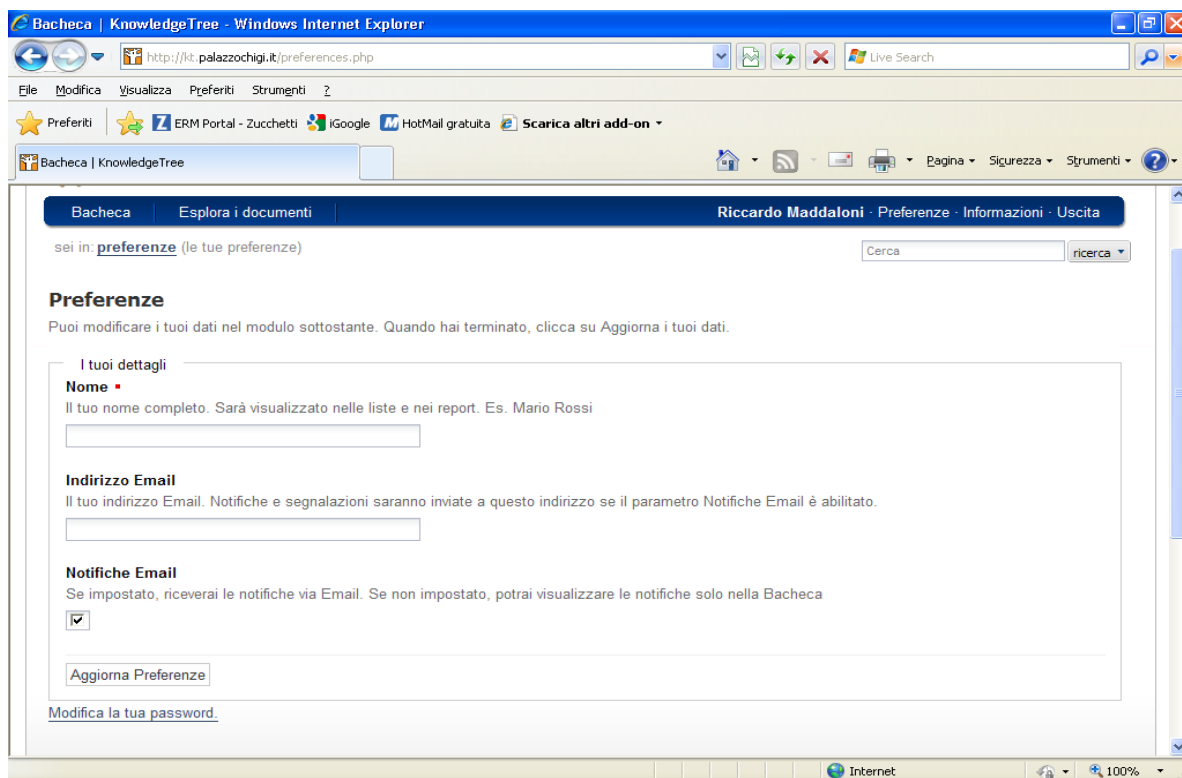 Bacheca | KnowledgeTree - Windows Internet Explorer
http://kt.palazzochigi.it/preferences.php
Live Search
File Modifica Visualizza Preferiti Strumenti ?
Preferiti ERM Portal - Zucchetti iGoogle HotMail gratuita Scarica altri add-on
Bacheca | KnowledgeTree Pagina Sicurezza Strumenti
Bacheca Esplora i documenti Riccardo Maddaloni · Preferenze · Informazioni · Uscita
sei in: preferenze (le tue preferenze) Cerca ricerca
Preferenze
Puoi modificare i tuoi dati nel modulo sottostante. Quando hai terminato, clicca su Aggiorna i tuoi dati.
I tuoi dettagli
Nome
Il tuo nome completo. Sarà visualizzato nelle liste e nei report. Es. Mario Rossi
Indirizzo Email
Il tuo indirizzo Email. Notifiche e segnalazioni saranno inviate a questo indirizzo se il parametro Notifiche Email è abilitato.
Notifiche Email
Se impostato, riceverai le notifiche via Email. Se non impostato, potrai visualizzare le notifiche solo nella Bacheca
Aggiorna Preferenze
Modifica la tua password.
Internet 100%